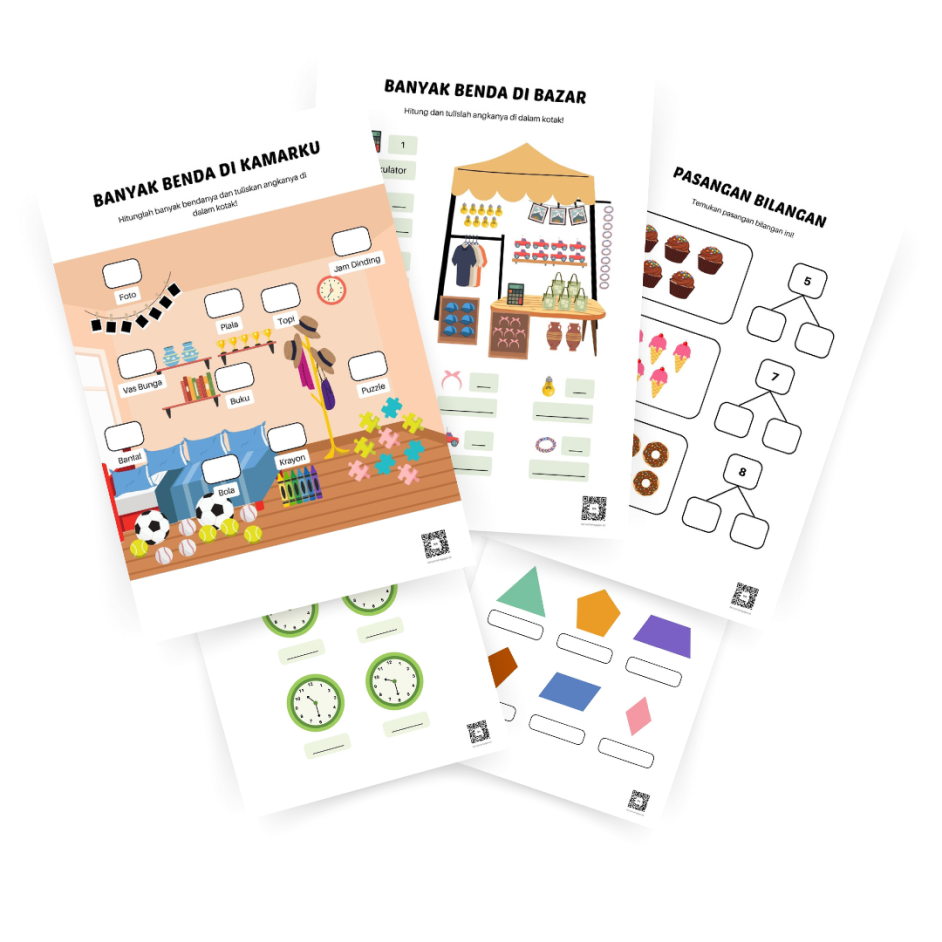 BANYAK BENDA DI KAMARKU
Hitunglah banyak bendanya dan tuliskan angkanya di
dalam kotak!
Foto
Jam Dinding
Piala
Topi
Vas Bunga
Buku
Puzzle
Bantal
Krayon
Bola
BANYAK BENDA DI BAZAR
Hitung dan tulislah angkanya di dalam kotak!
1
kulator
PASANGAN BILANGAN
Temukan pasangan bilangan ini!
5
7
8